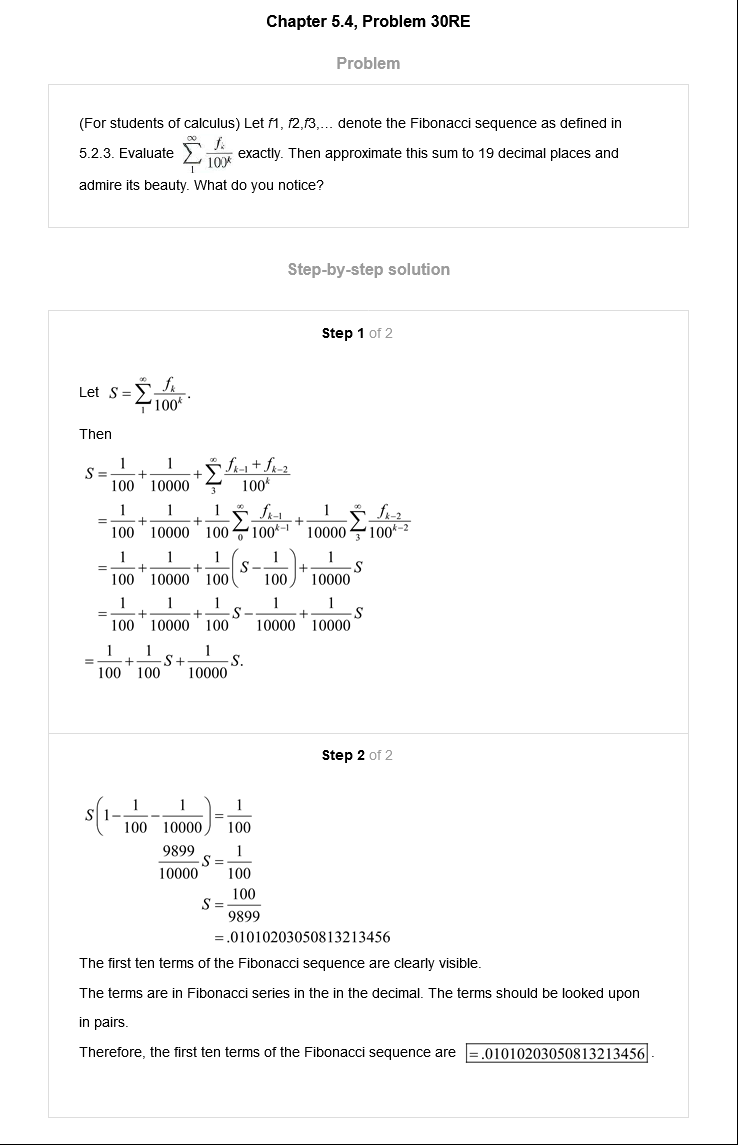 Chapter 5.4, Problem 30RE
Problem
(For students of calculus) Let f1, f2,f3,… denote the Fibonacci sequence as defined in
5.2.3. Evaluate \sum_{1}^{\infty} \frac{f_k}{100^k} exactly. Then approximate this sum to 19 decimal places and
admire its beauty. What do you notice?
Step-by-step solution
Step 1 of 2
Let S = \sum_{1}^{\infty} \frac{f_k}{100^k}.
Then
S = \frac{1}{100} + \frac{1}{10000} + \sum_{3}^{\infty} \frac{f_{k-1} + f_{k-2}}{100^k}
= \frac{1}{100} + \frac{1}{10000} + \frac{1}{100} \sum_{0}^{\infty} \frac{f_{k-1}}{100^{k-1}} + \frac{1}{10000} \sum_{3}^{\infty} \frac{f_{k-2}}{100^{k-2}}
= \frac{1}{100} + \frac{1}{10000} + \frac{1}{100} \left( S - \frac{1}{100} \right) + \frac{1}{10000} S
= \frac{1}{100} + \frac{1}{10000} + \frac{1}{100} S - \frac{1}{10000} + \frac{1}{10000} S
= \frac{1}{100} + \frac{1}{100} S + \frac{1}{10000} S.
Step 2 of 2
S \left( 1 - \frac{1}{100} - \frac{1}{10000} \right) = \frac{1}{100}
\frac{9899}{10000} S = \frac{1}{100}
S = \frac{100}{9899}
= .01010203050813213456
The first ten terms of the Fibonacci sequence are clearly visible.
The terms are in Fibonacci series in the in the decimal. The terms should be looked upon
in pairs.
Therefore, the first ten terms of the Fibonacci sequence are =.01010203050813213456.